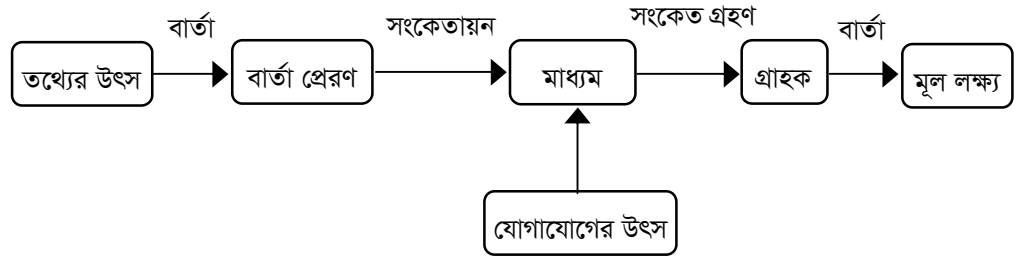 বার্তা
সংকেতায়ন
সংকেত গ্রহণ
বার্তা
তথ্যের উৎস
বার্তা প্রেরণ
মাধ্যম
গ্রাহক
মূল লক্ষ্য
যোগাযোগের উৎস